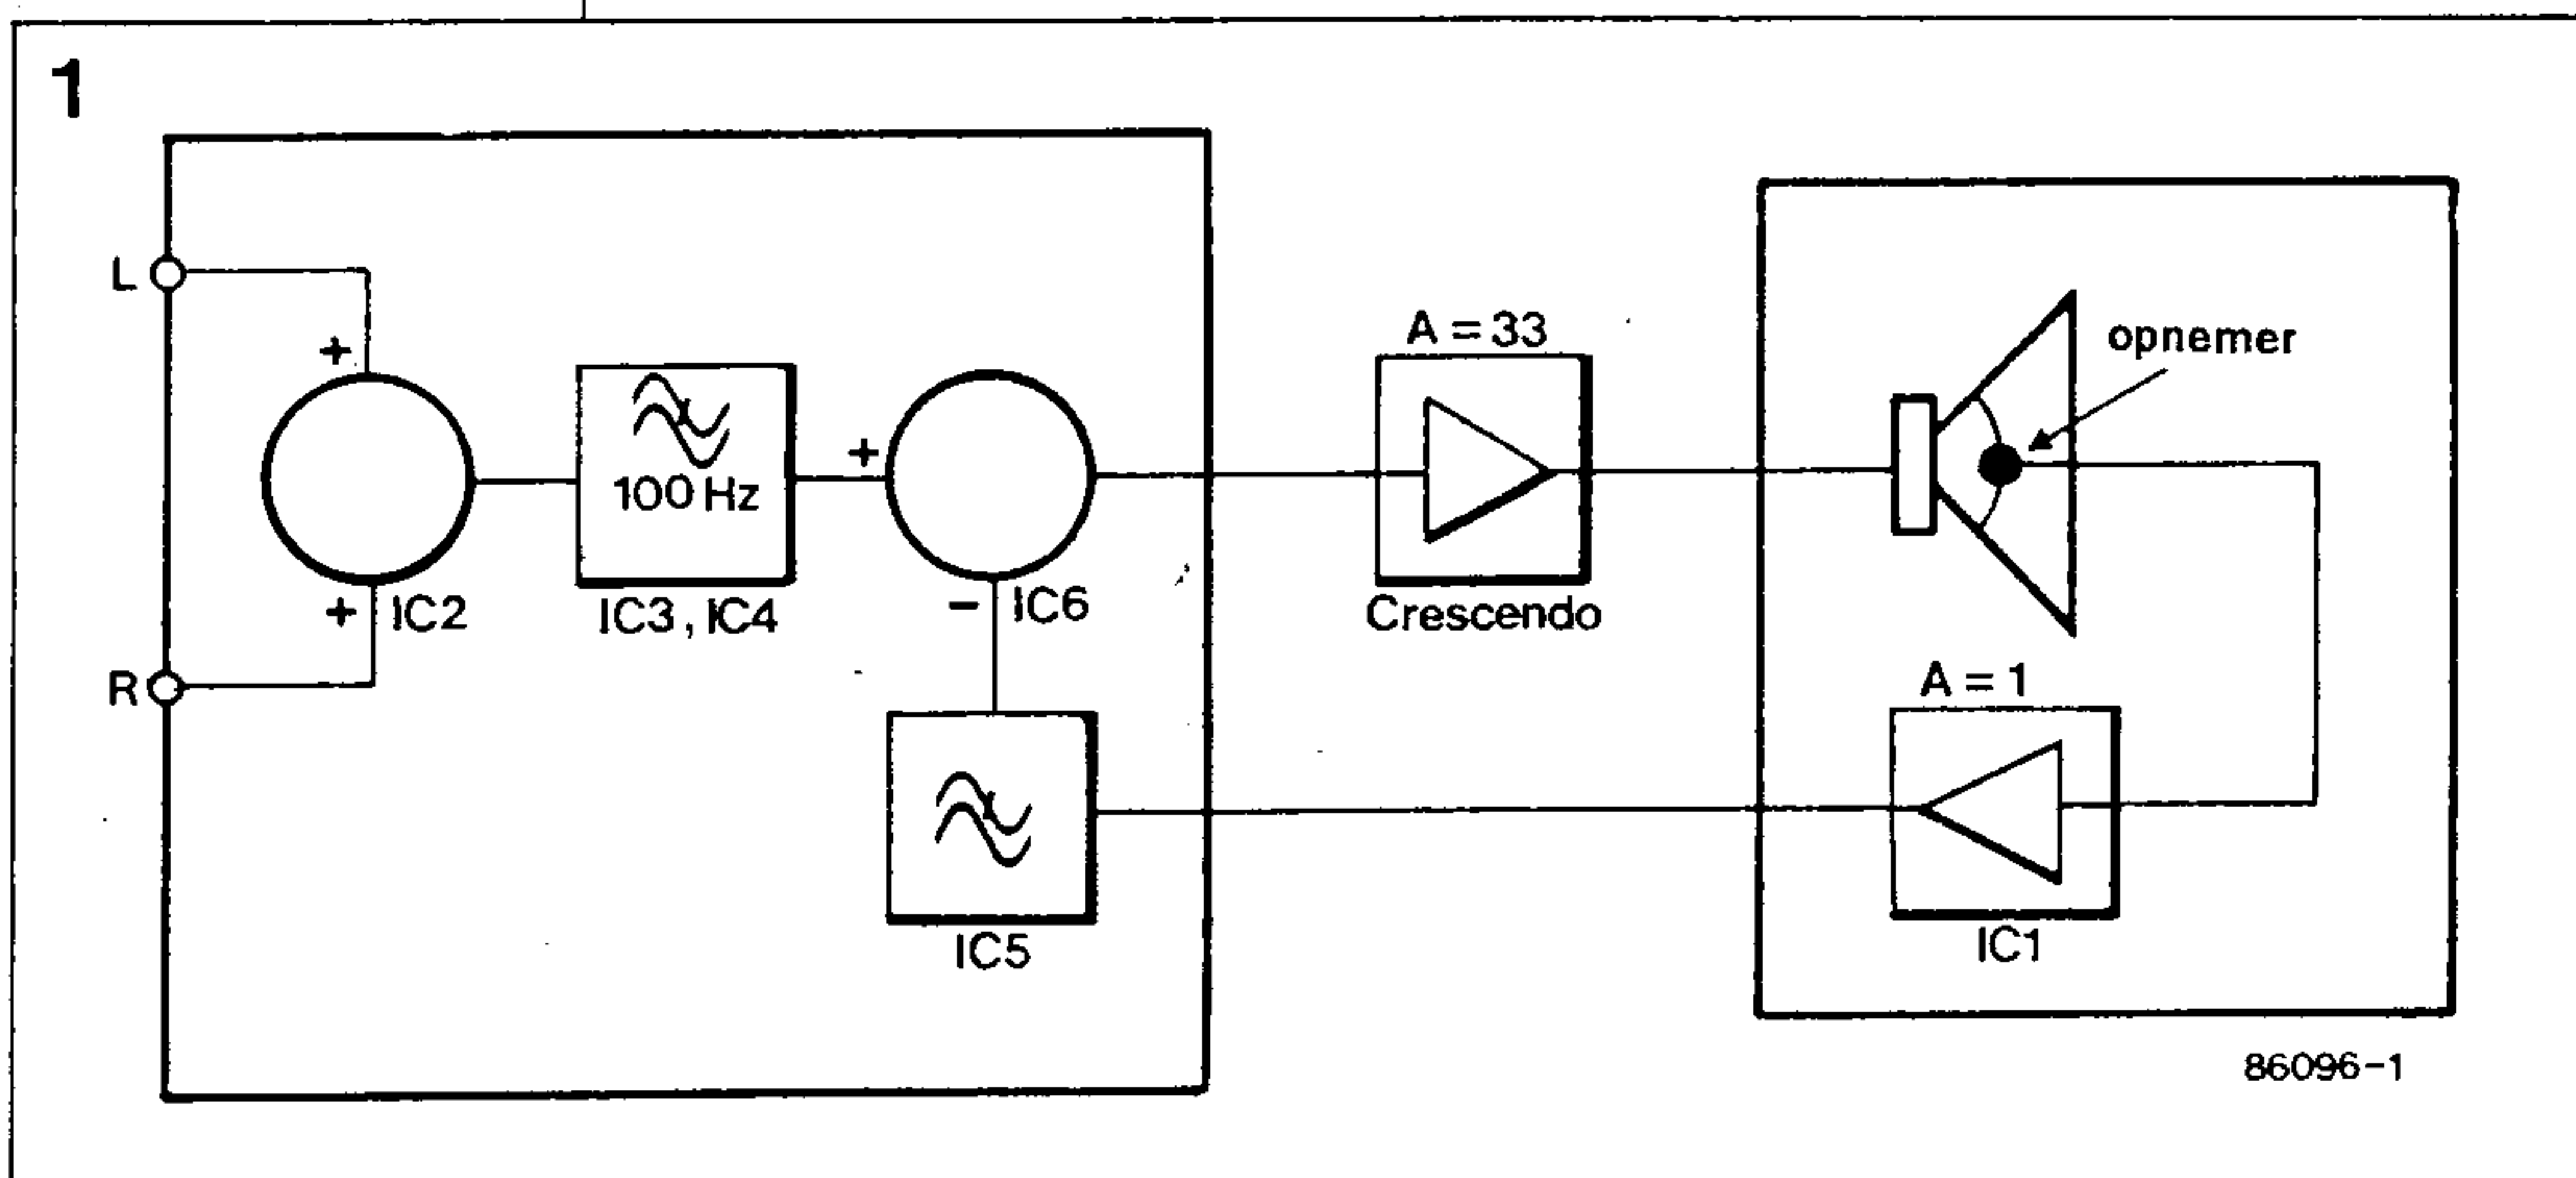 1
L
+
+
IC2
R
100 Hz
IC3, IC4
+
-
IC6
IC5
A = 33
Crescendo
opnemer
A = 1
IC1
86096-1